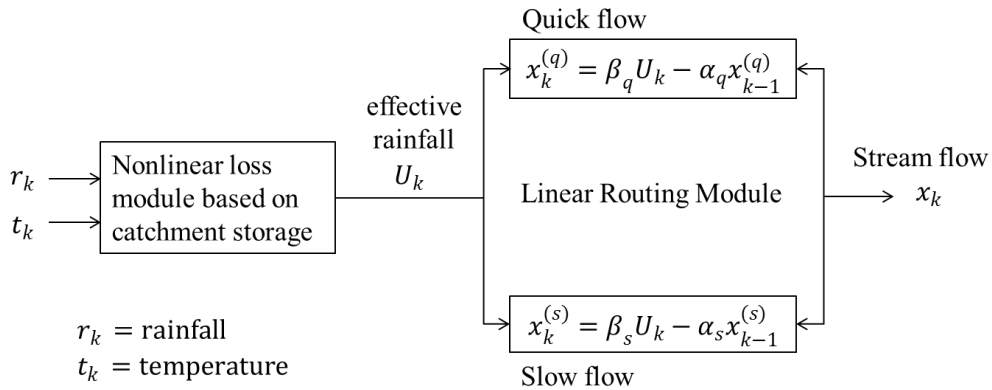 Quick flow
x_k^{(q)} = β_q U_k − α_q x_{k−1}^{(q)}
effective
rainfall
U_k
r_k
t_k
Nonlinear loss
module based on
catchment storage
Linear Routing Module
Stream flow
x_k
x_k^{(s)} = β_s U_k − α_s x_{k−1}^{(s)}
Slow flow
r_k = rainfall
t_k = temperature